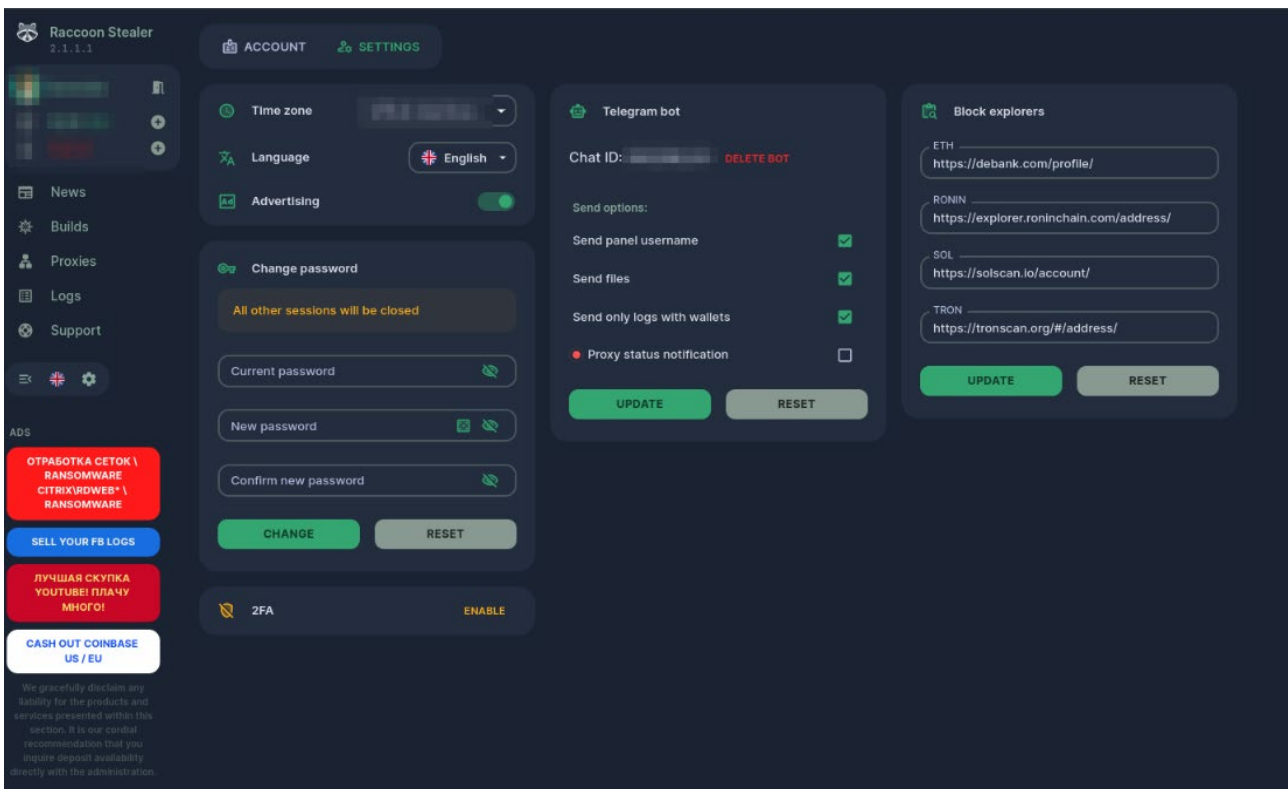 Raccoon Stealer
2.1.1.1
News
Builds
Proxies
Logs
Support
ADS
ОТРАБОТКА СЕТОК \
RANSOMWARE
CITRIX\RDWEB* \
RANSOMWARE
SELL YOUR FB LOGS
ЛУЧШАЯ СКУПКА
YOUTUBE! ПЛАЧУ
МНОГО!
CASH OUT COINBASE
US / EU
We gracefully disclaim any
liability for the products and
services presented within this
section. It is our cordial
recommendation that you
inquire deposit availability
directly with the administration.
ACCOUNT
SETTINGS
Time zone
Language
English
Ad
Advertising
Change password
All other sessions will be closed
Current password
New password
Confirm new password
CHANGE
RESET
2FA
ENABLE
Telegram bot
Chat ID:
DELETE BOT
Send options:
Send panel username
Send files
Send only logs with wallets
Proxy status notification
UPDATE
RESET
Block explorers
ETH
https://debank.com/profile/
RONIN
https://explorer.roninchain.com/address/
SOL
https://solscan.io/account/
TRON
https://tronscan.org/#/address/
UPDATE
RESET